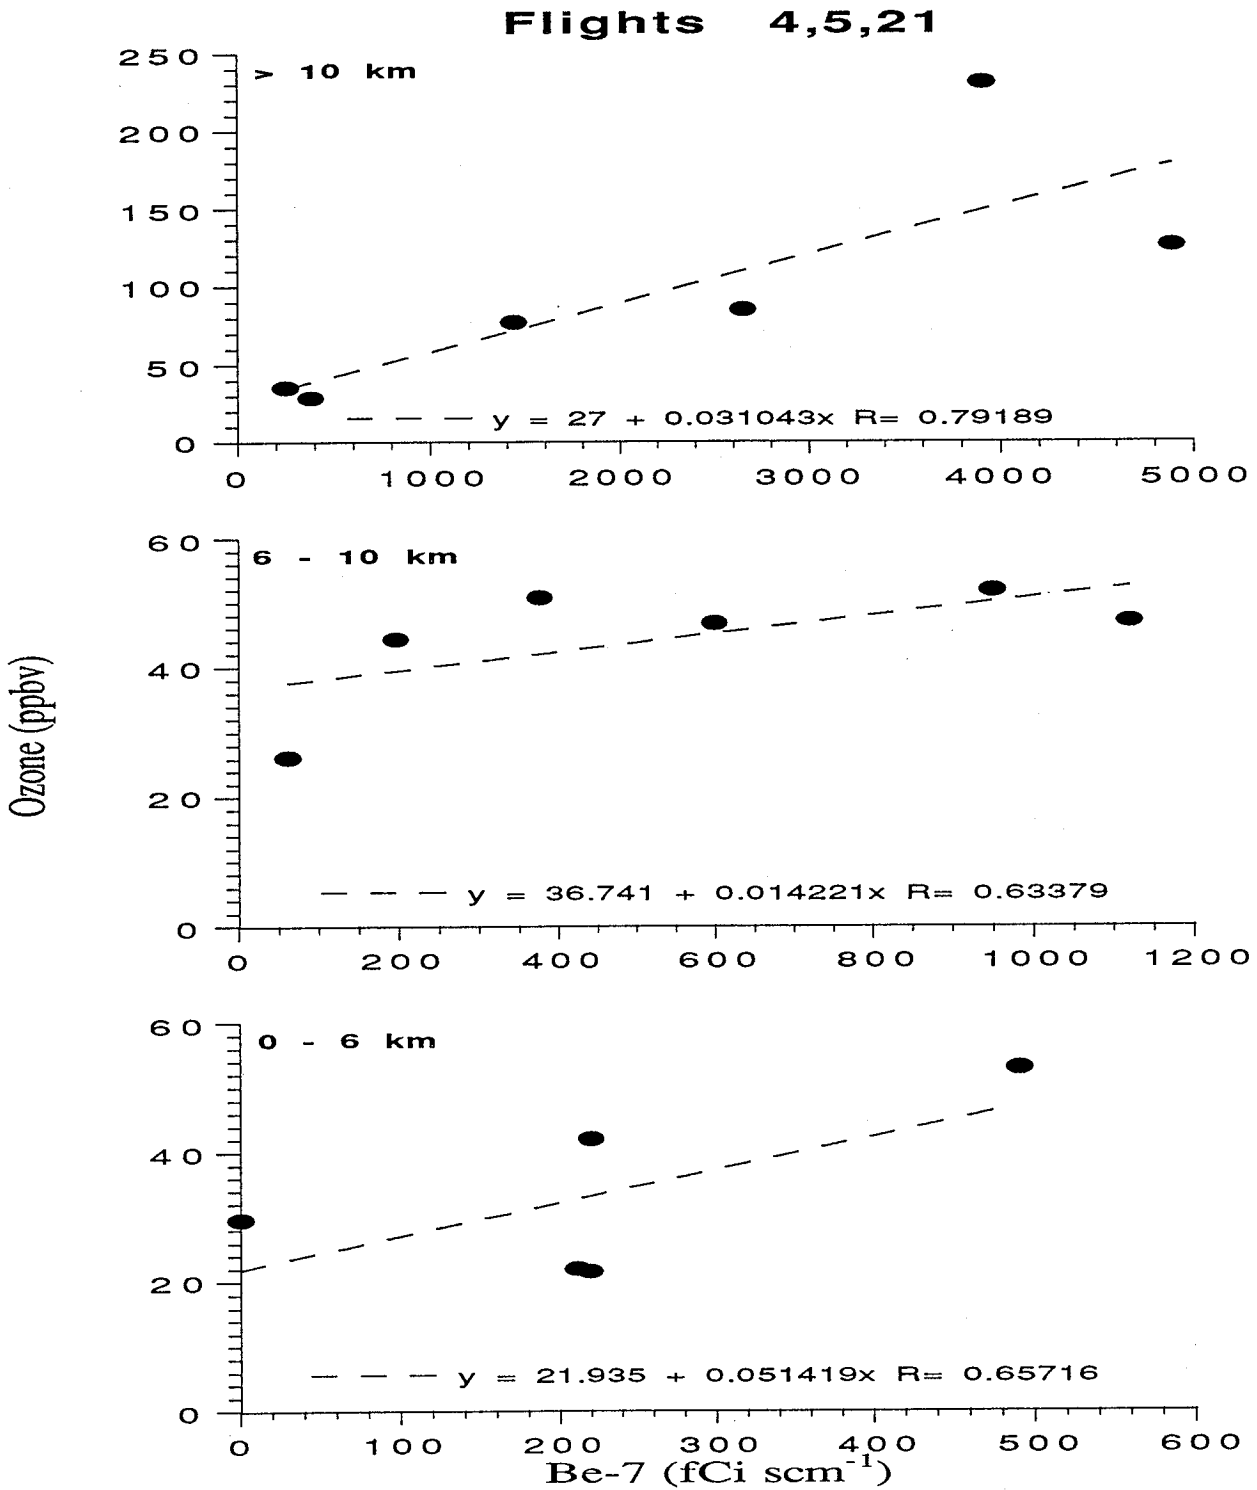 Flights 4,5,21
> 10 km
250
200
150
100
50
0
y = 27 + 0.031043x R= 0.79189
0 1000 2000 3000 4000 5000
6 - 10 km
60
40
20
0
y = 36.741 + 0.014221x R= 0.63379
0 200 400 600 800 1000 1200
Ozone (ppbv)
0 - 6 km
60
40
20
0
y = 21.935 + 0.051419x R= 0.65716
0 100 200 300 400 500 600
Be-7 (fCi scm⁻¹)